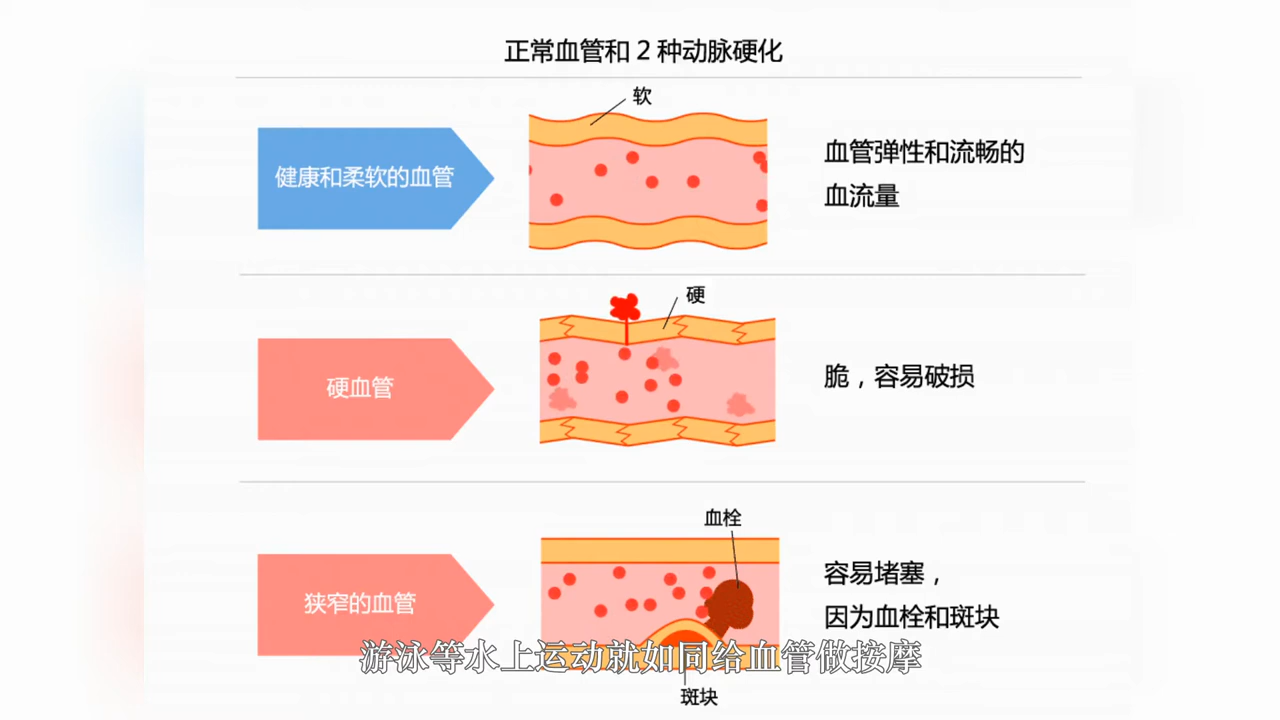 正常血管和2种动脉硬化
软
健康和柔软的血管
血管弹性和流畅的
血流量
硬
硬血管
脆，容易破损
血栓
狭窄的血管
容易堵塞，
因为血栓和斑块
游泳等水上运动就如同给血管做按摩
斑块